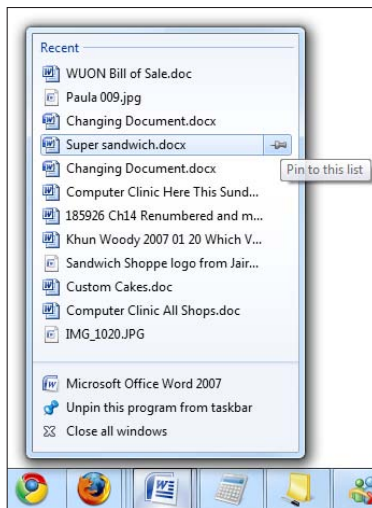 Recent
WUON Bill of Sale.doc
Paula 009.jpg
Changing Document.docx
Super sandwich.docx
Changing Document.docx
Pin to this list
Computer Clinic Here This Sund...
185926 Ch14 Renumbered and m...
Khun Woody 2007 01 20 Which V...
Sandwich Shoppe logo from Jair...
Custom Cakes.doc
Computer Clinic All Shops.doc
IMG_1020.JPG
Microsoft Office Word 2007
Unpin this program from taskbar
Close all windows